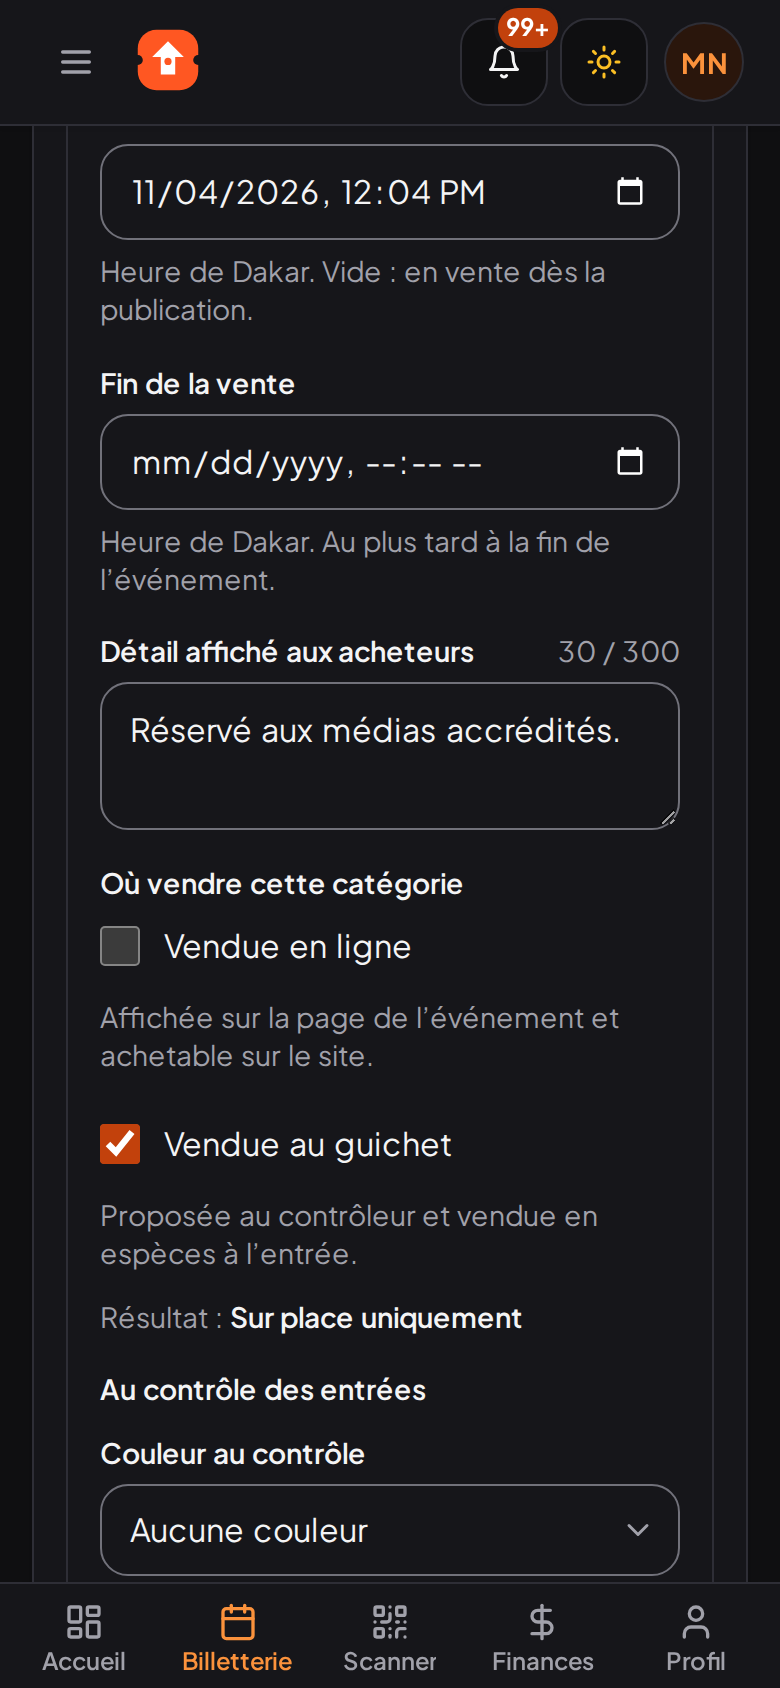 99+
MN
11/04/2026, 12:04 PM
Heure de Dakar. Vide : en vente dès la
publication.
Fin de la vente
mm/dd/yyyy, --:-- --
Heure de Dakar. Au plus tard à la fin de
l’événement.
Détail affiché aux acheteurs 30 / 300
Réservé aux médias accrédités.
Où vendre cette catégorie
Vendue en ligne
Affichée sur la page de l’événement et
achetable sur le site.
Vendue au guichet
Proposée au contrôleur et vendue en
espèces à l’entrée.
Résultat : Sur place uniquement
Au contrôle des entrées
Couleur au contrôle
Aucune couleur
Accueil Billetterie Scanner Finances Profil